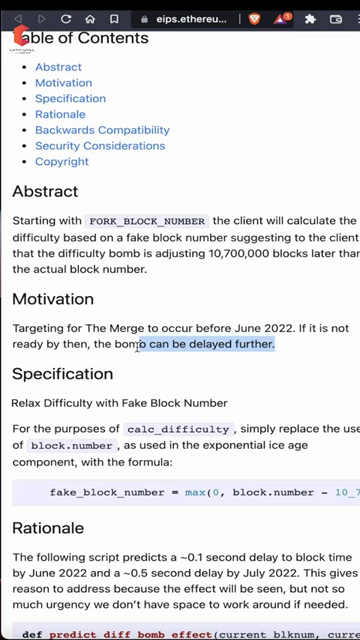 eips.ethereu...
Table of Contents
Abstract
Motivation
Specification
Rationale
Backwards Compatibility
Security Considerations
Copyright
Abstract
Starting with FORK_BLOCK_NUMBER the client will calculate the
difficulty based on a fake block number suggesting to the client
that the difficulty bomb is adjusting 10,700,000 blocks later than
the actual block number.
Motivation
Targeting for The Merge to occur before June 2022. If it is not
ready by then, the bomb can be delayed further.
Specification
Relax Difficulty with Fake Block Number
For the purposes of calc_difficulty, simply replace the use
of block.number, as used in the exponential ice age
component, with the formula:
fake_block_number = max(0, block.number - 10_7
Rationale
The following script predicts a ~0.1 second delay to block time
by June 2022 and a ~0.5 second delay by July 2022. This gives
reason to address because the effect will be seen, but not so
much urgency we don't have space to work around if needed.
def predict_diff_bomb_effect(current_blknum, current